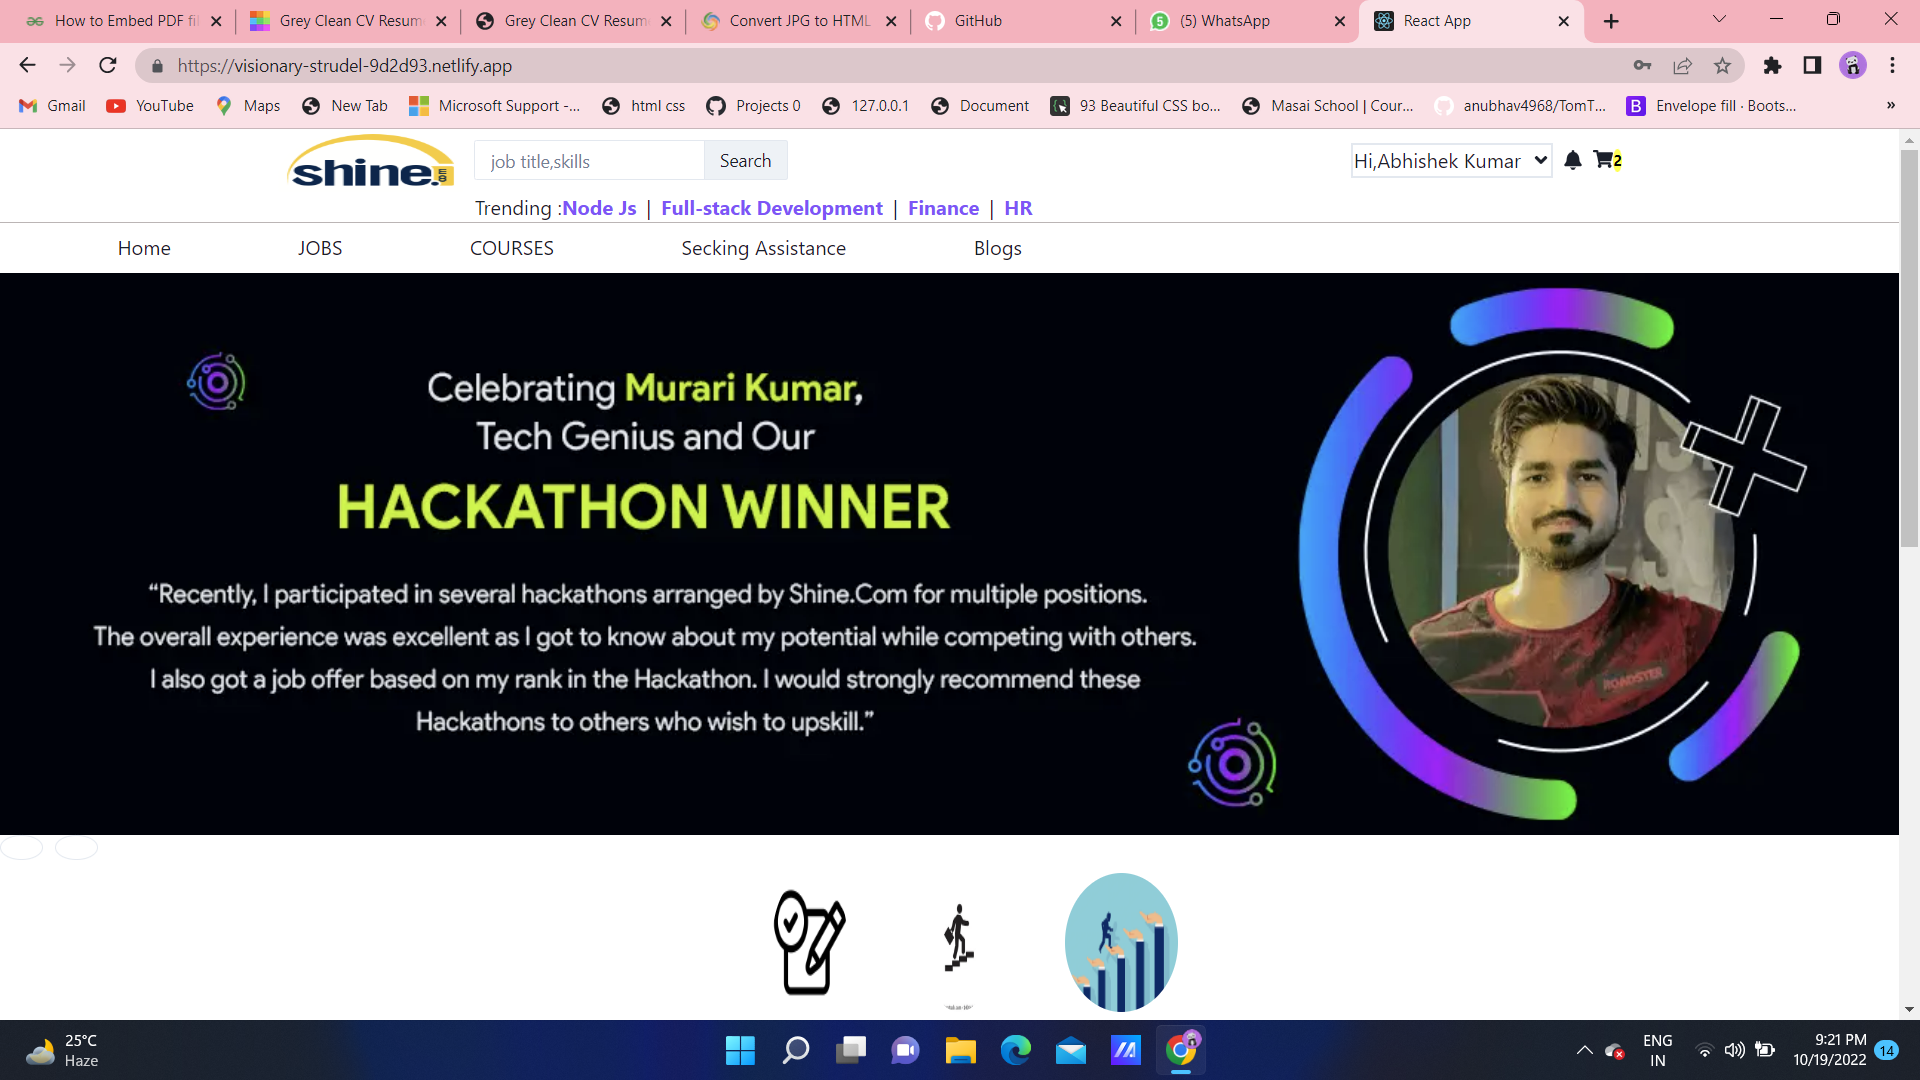 How to Embed PDF fil
Grey Clean CV Resum
Grey Clean CV Resum
Convert JPG to HTML
GitHub
(5) WhatsApp
React App
https://visionary-strudel-9d2d93.netlify.app
Gmail
YouTube
Maps
New Tab
Microsoft Support -...
html css
Projects 0
127.0.0.1
Document
93 Beautiful CSS bo...
Masai School | Cour...
anubhav4968/TomT...
Envelope fill · Boots...
»
shine.
job title,skills
Search
Hi,Abhishek Kumar
2
Trending :Node Js | Full-stack Development | Finance | HR
Home
JOBS
COURSES
Secking Assistance
Blogs
Celebrating Murari Kumar,
Tech Genius and Our
HACKATHON WINNER
“Recently, I participated in several hackathons arranged by Shine.Com for multiple positions.
The overall experience was excellent as I got to know about my potential while competing with others.
I also got a job offer based on my rank in the Hackathon. I would strongly recommend these
Hackathons to others who wish to upskill.”
ROADSTER
25°C
Haze
ENG
IN
9:21 PM
10/19/2022
14